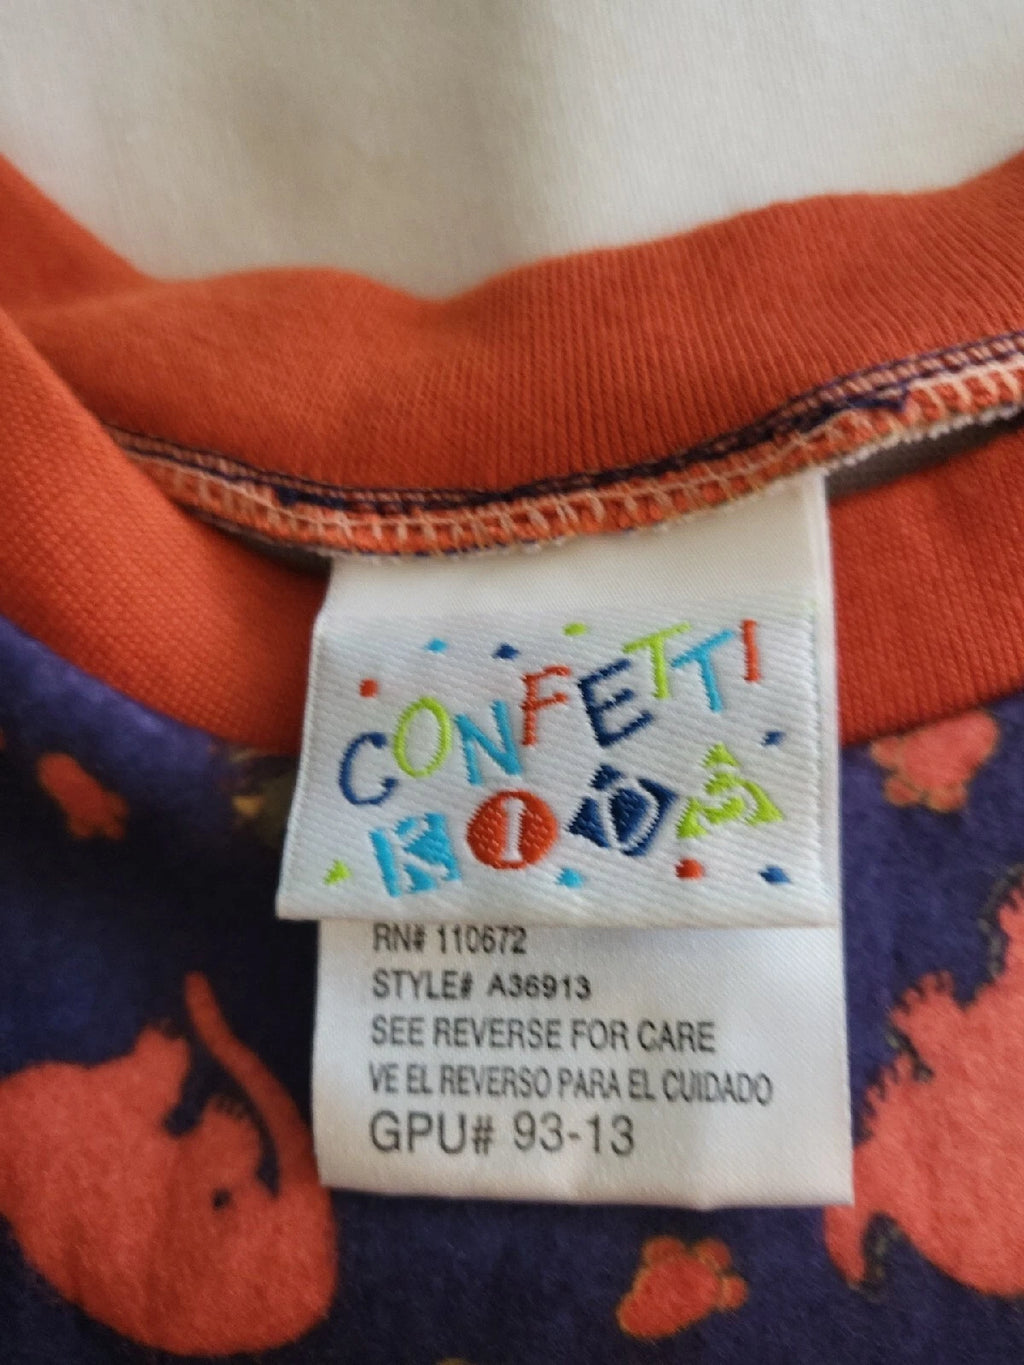 CONFETTI
KIDS
RN# 110672
STYLE# A36913
SEE REVERSE FOR CARE
VE EL REVERSO PARA EL CUIDADO
GPU# 93-13